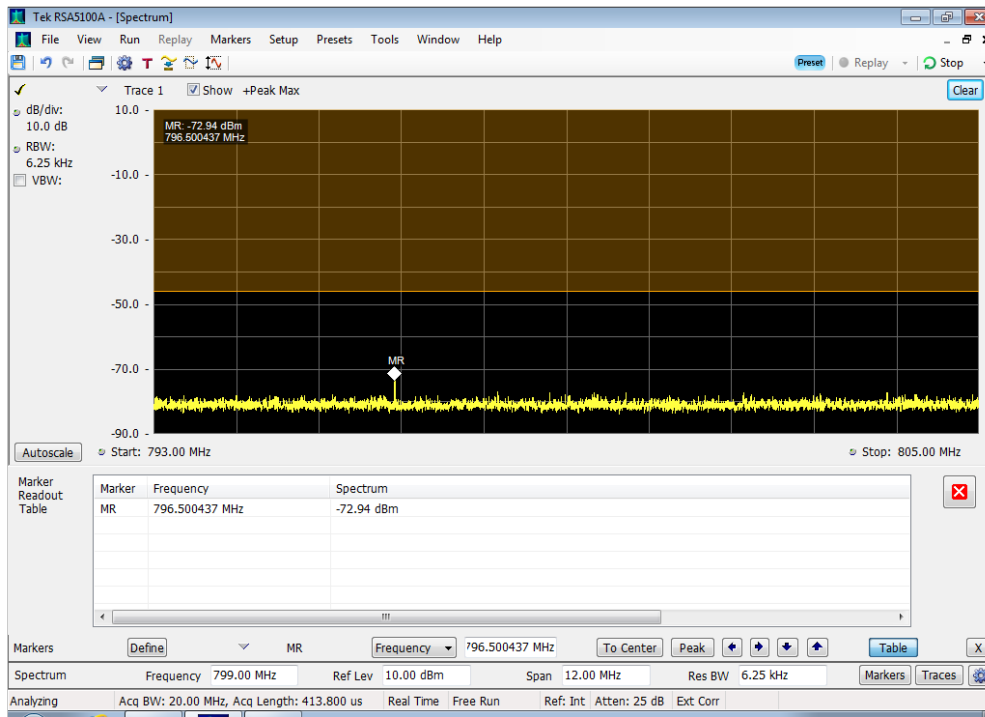 Tek RSA5100A - [Spectrum]
File View Run Replay Markers Setup Presets Tools Window Help
T Preset Replay Stop
Trace 1 Show +Peak Max Clear
dB/div:
10.0 dB
RBW:
6.25 kHz
VBW:
10.0
MR: -72.94 dBm
796.500437 MHz
-10.0
-30.0
-50.0
MR
-70.0
-90.0
Autoscale Start: 793.00 MHz Stop: 805.00 MHz
Marker
Readout
Table
Marker Frequency Spectrum
MR 796.500437 MHz -72.94 dBm
Markers Define MR Frequency 796.500437 MHz To Center Peak Table X
Spectrum Frequency 799.00 MHz Ref Lev 10.00 dBm Span 12.00 MHz Res BW 6.25 kHz Markers Traces
Analyzing Acq BW: 20.00 MHz, Acq Length: 413.800 us Real Time Free Run Ref: Int Atten: 25 dB Ext Corr